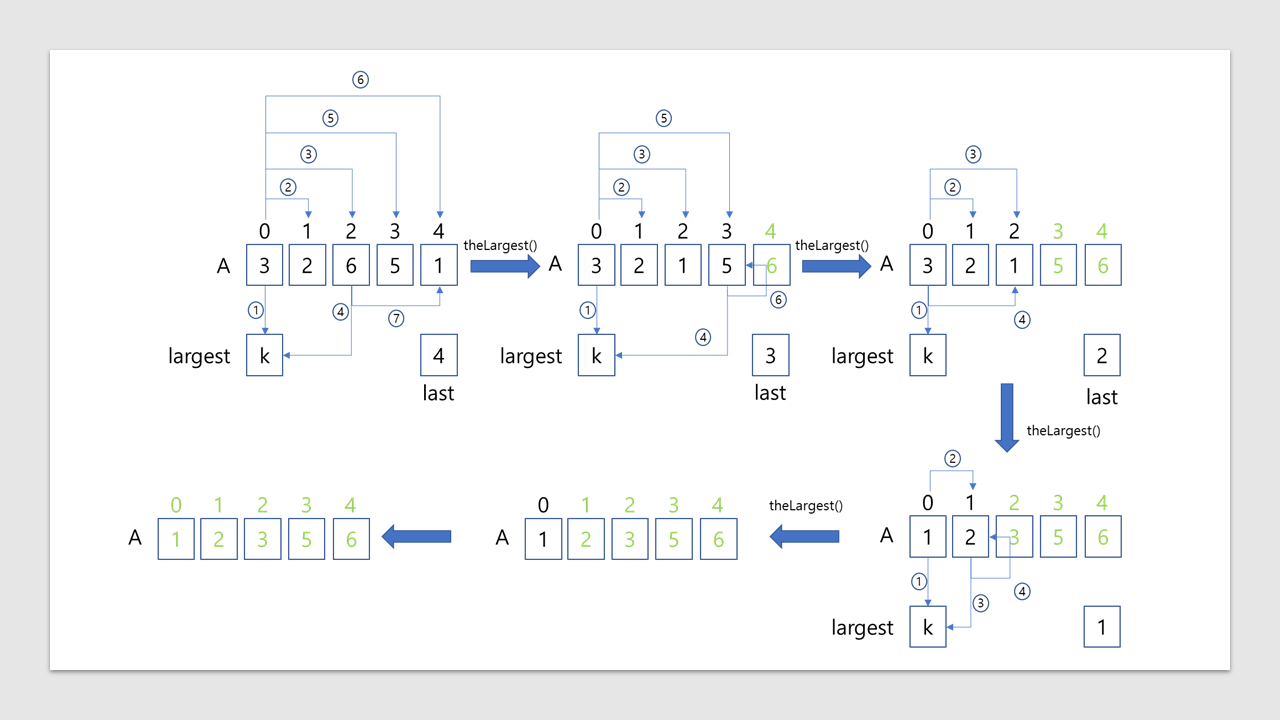 ⑥
⑤
③
②
0 1 2 3 4
A 3 2 6 5 1
① ④ ⑦
largest k 4
last
theLargest()
⑤
③
②
0 1 2 3 4
A 3 2 1 5 6
① ④ ⑥
largest k 3
last
theLargest()
③
②
0 1 2 3 4
A 3 2 1 5 6
① ④
largest k 2
last
theLargest()
②
0 1 2 3 4
A 1 2 3 5 6
① ③ ④
largest k 1
theLargest()
0 1 2 3 4
A 1 2 3 5 6
0 1 2 3 4
A 1 2 3 5 6